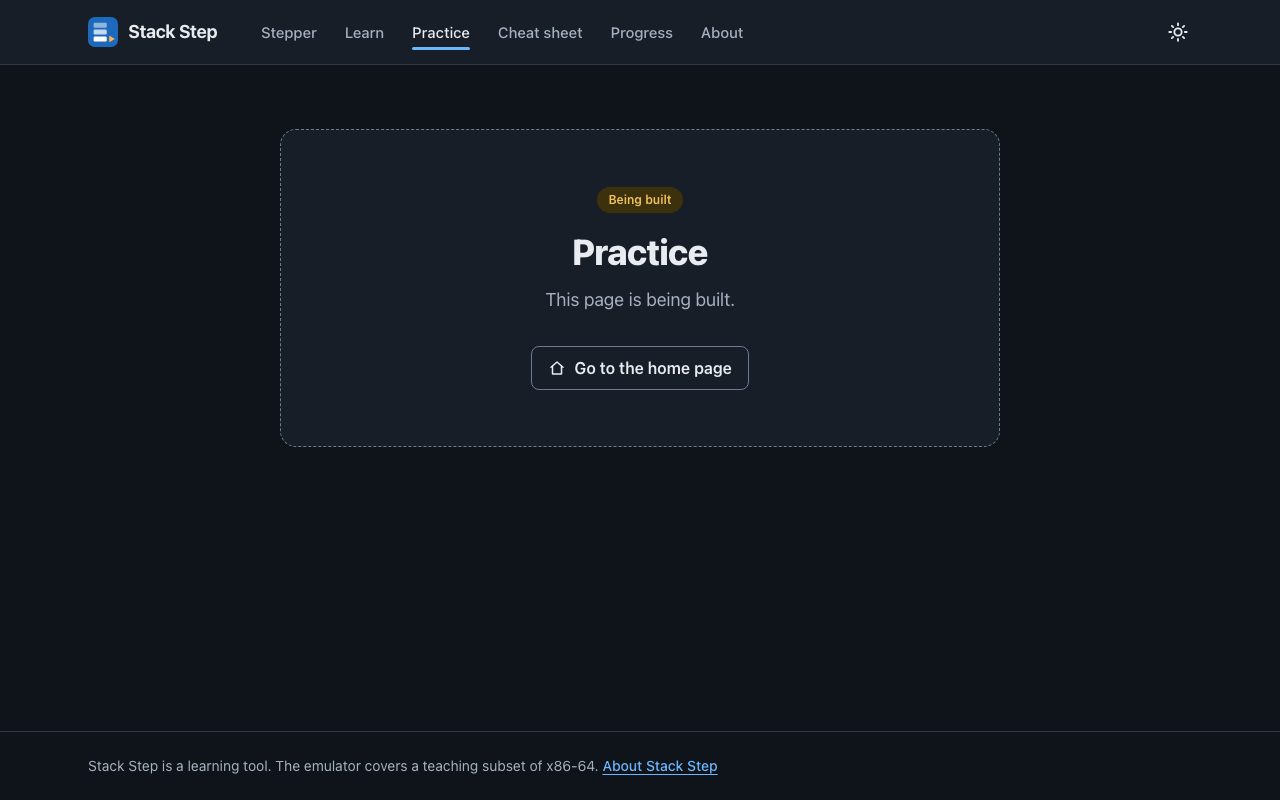 Stack Step
Stepper
Learn
Practice
Cheat sheet
Progress
About
Being built
Practice
This page is being built.
Go to the home page
Stack Step is a learning tool. The emulator covers a teaching subset of x86-64. About Stack Step